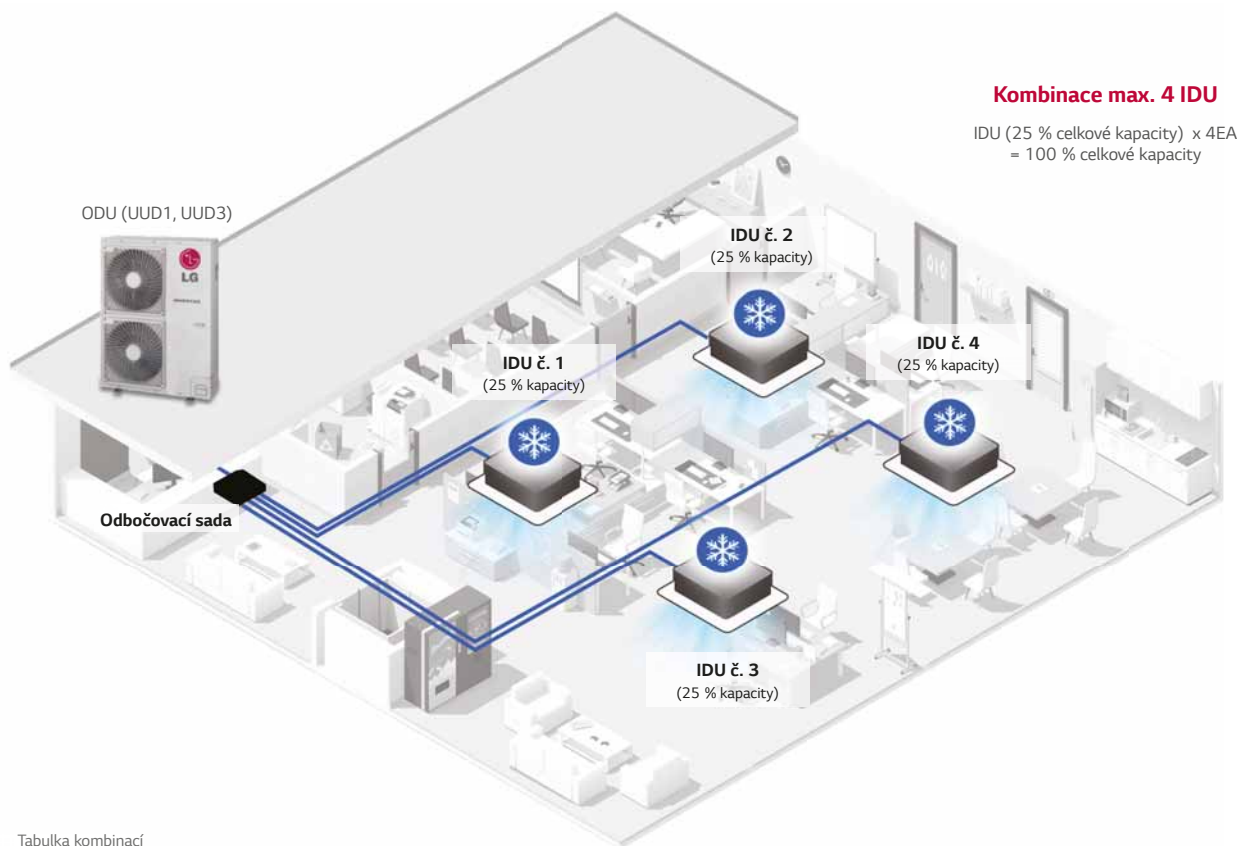 Kombinace max. 4 IDU
IDU (25 % celkové kapacity) x 4EA
= 100 % celkové kapacity
ODU (UUD1, UUD3)
LG
IDU č. 2
(25 % kapacity)
IDU č. 4
(25 % kapacity)
IDU č. 1
(25 % kapacity)
Odbočovací sada
IDU č. 3
(25 % kapacity)
Tabulka kombinací